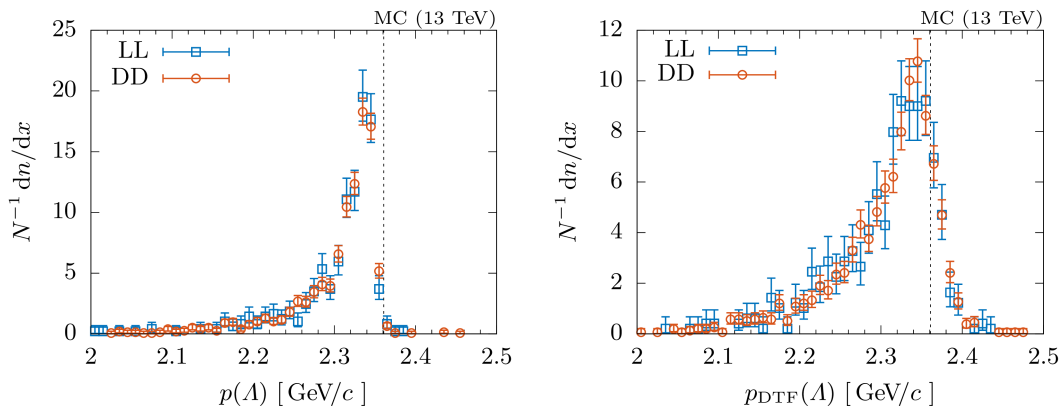 MC (13 TeV)
LL
DD
25
20
15
10
5
0
2
2.1
2.2
2.3
2.4
2.5
N⁻¹ dn/dx
p(Λ) [GeV/c]
MC (13 TeV)
LL
DD
12
10
8
6
4
2
0
2
2.1
2.2
2.3
2.4
2.5
N⁻¹ dn/dx
p_DTF(Λ) [GeV/c]